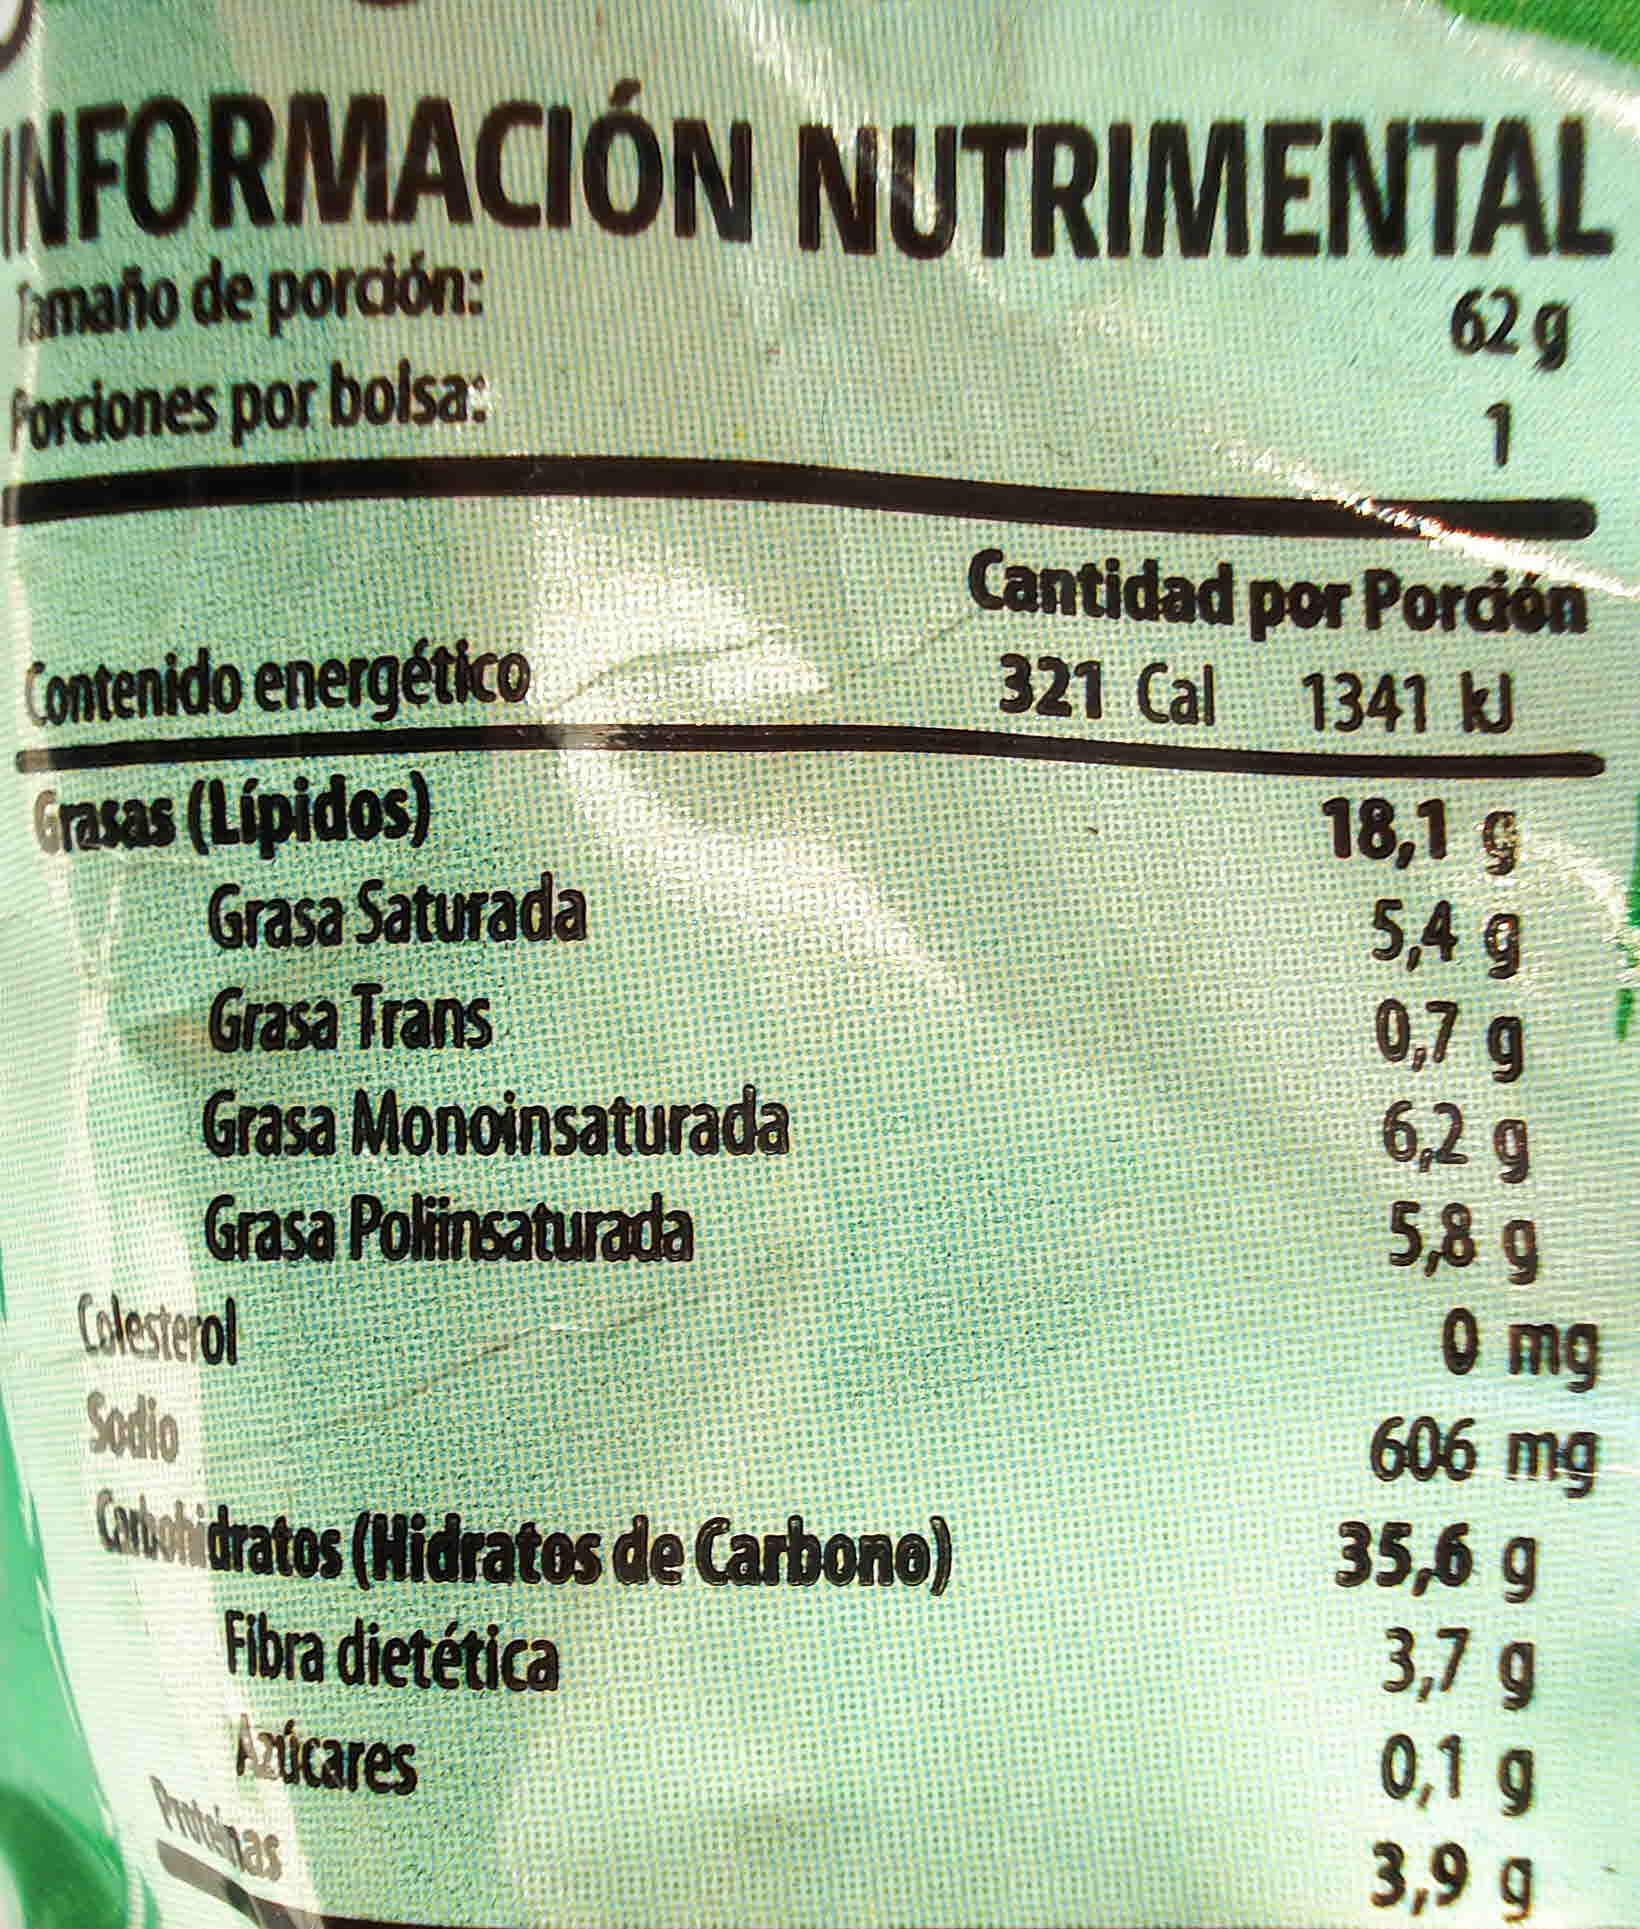 INFORMACIÓN NUTRIMENTAL
Tamaño de porción: 62 g
Porciones por bolsa: 1
Cantidad por Porción
Contenido energético 321 Cal 1341 kJ
Grasas (Lípidos) 18,1 g
Grasa Saturada 5,4 g
Grasa Trans 0,7 g
Grasa Monoinsaturada 6,2 g
Grasa Poliinsaturada 5,8 g
Colesterol 0 mg
Sodio 606 mg
Carbohidratos (Hidratos de Carbono) 35,6 g
Fibra dietética 3,7 g
Azúcares 0,1 g
Proteínas 3,9 g